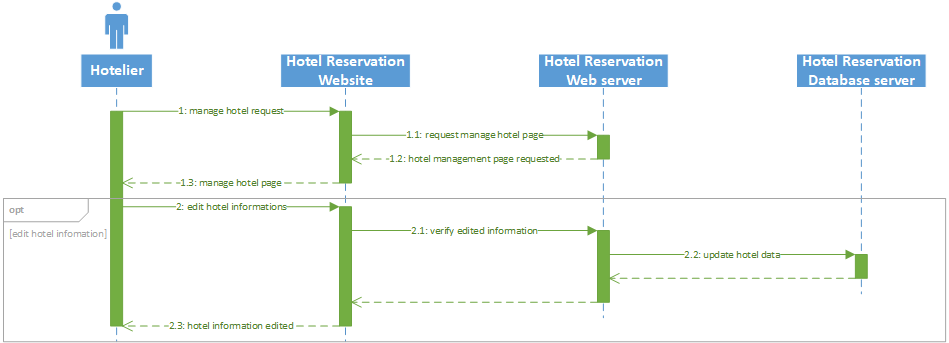 Hotelier
Hotel Reservation
Website
Hotel Reservation
Web server
Hotel Reservation
Database server
1: manage hotel request
1.1: request manage hotel page
1.2: hotel management page requested
1.3: manage hotel page
opt
2: edit hotel informations
[edit hotel infomation]
2.1: verify edited information
2.2: update hotel data
2.3: hotel information edited